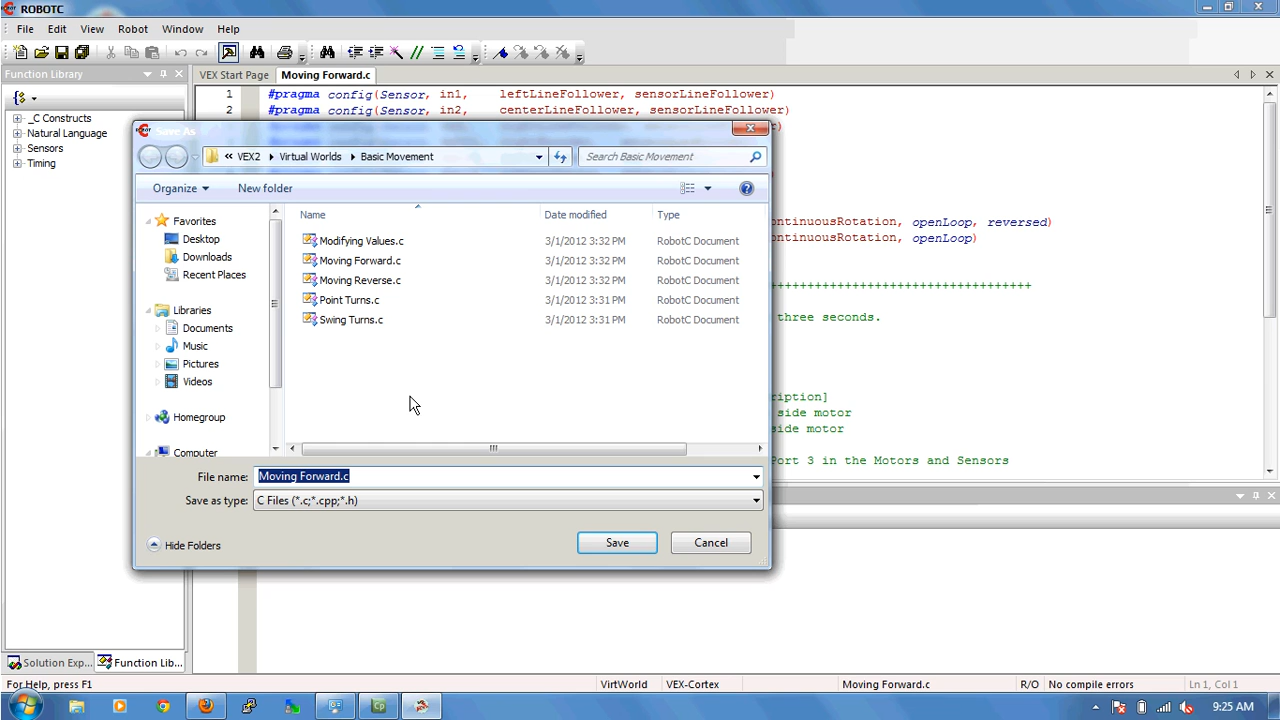 ROBOTC
File Edit View Robot Window Help
Function Library
VEX Start Page Moving Forward.c
_C Constructs
Natural Language
Sensors
Timing
1 #pragma config(Sensor, in1, leftLineFollower, sensorLineFollower)
2 #pragma config(Sensor, in2, centerLineFollower, sensorLineFollower)
Save As
« VEX2 Virtual Worlds Basic Movement
Search Basic Movement
Organize New folder
Favorites
Desktop
Downloads
Recent Places
Libraries
Documents
Music
Pictures
Videos
Homegroup
Computer
Name Date modified Type
Modifying Values.c 3/1/2012 3:32 PM RobotC Document
Moving Forward.c 3/1/2012 3:32 PM RobotC Document
Moving Reverse.c 3/1/2012 3:32 PM RobotC Document
Point Turns.c 3/1/2012 3:31 PM RobotC Document
Swing Turns.c 3/1/2012 3:31 PM RobotC Document
File name: Moving Forward.c
Save as type: C Files (*.c;*.cpp;*.h)
Hide Folders
Save Cancel
ontinuousRotation, openLoop, reversed)
ontinuousRotation, openLoop)
++++++++++++++++++++++++++++++++
three seconds.
ription]
side motor
side motor
Port 3 in the Motors and Sensors
Solution Exp... Function Lib...
For Help, press F1
VirtWorld VEX-Cortex Moving Forward.c R/O No compile errors Ln 1, Col 1
Cp
9:25 AM